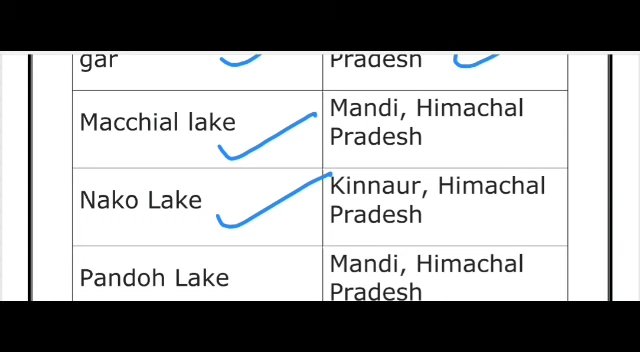 gar
Pradesh
Macchial lake
Mandi, Himachal
Pradesh
Nako Lake
Kinnaur, Himachal
Pradesh
Pandoh Lake
Mandi, Himachal
Pradesh